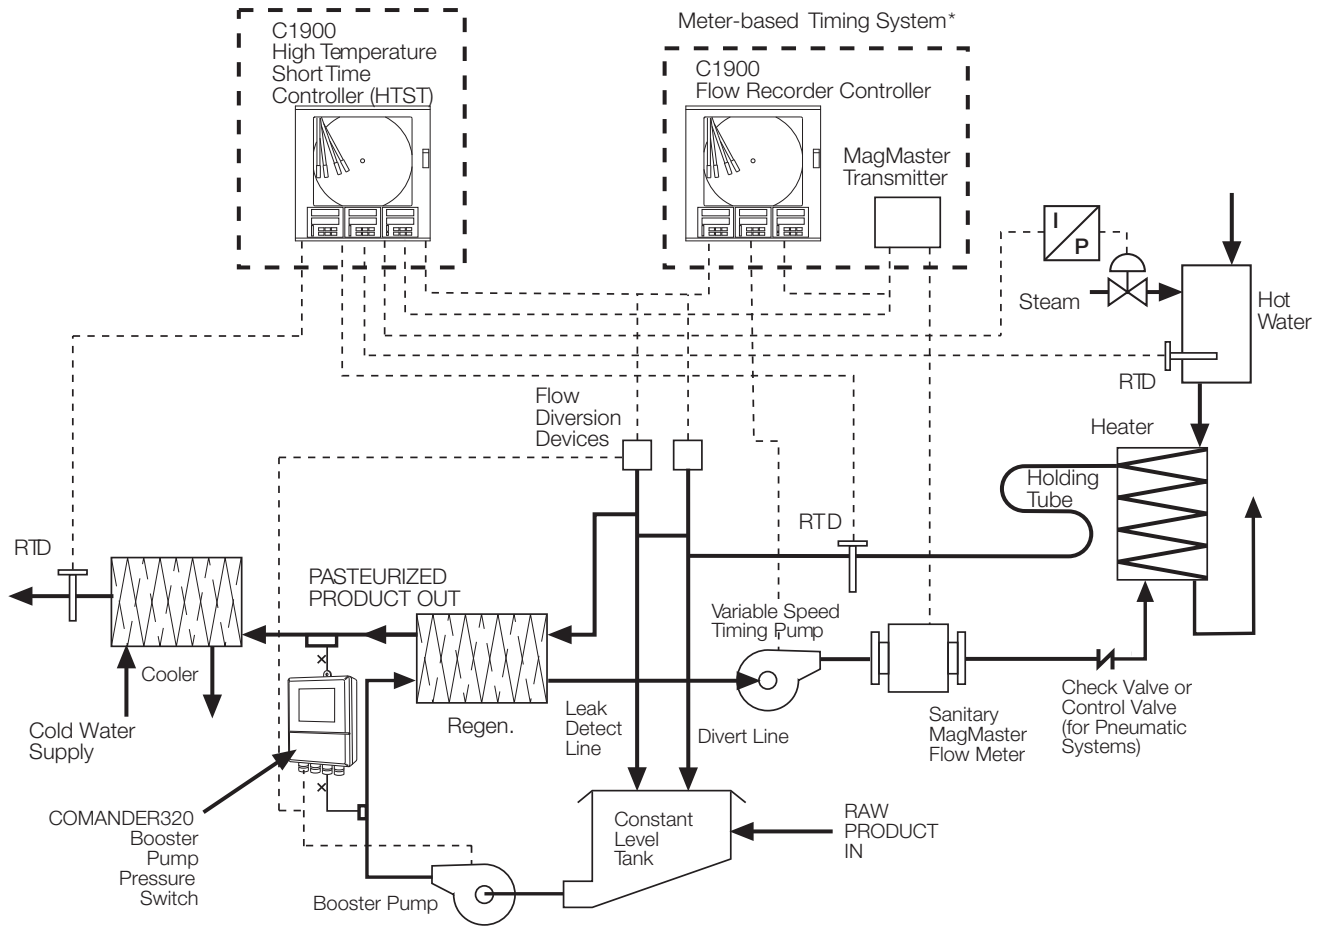 Meter-based Timing System*
C1900
High Temperature
Short Time
Controller (HTST)
C1900
Flow Recorder Controller
MagMaster
Transmitter
I
P
Steam
Hot
Water
RTD
Flow
Diversion
Devices
Heater
Holding
Tube
RTD
RTD
PASTEURIZED
PRODUCT OUT
Variable Speed
Timing Pump
Cooler
Cold Water
Supply
Regen.
Leak
Detect
Line
Divert Line
Sanitary
MagMaster
Flow Meter
Check Valve or
Control Valve
(for Pneumatic
Systems)
COMANDER320
Booster
Pump
Pressure
Switch
Constant
Level
Tank
RAW
PRODUCT
IN
Booster Pump